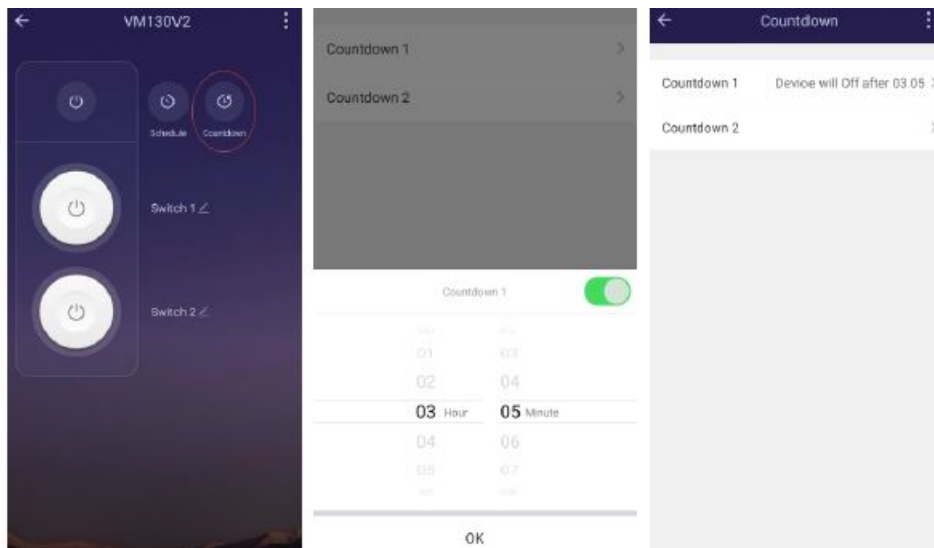 VM130V2
Schedule Countdown
Switch 1
Switch 2
Countdown 1
Countdown 2
Countdown 1
01 03
02 04
03 Hour 05 Minute
04 06
05 07
OK
Countdown
Countdown 1 Device will Off after 03 05
Countdown 2